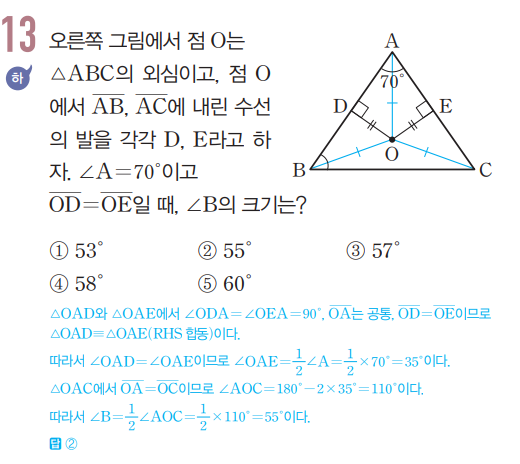 13
하
오른쪽 그림에서 점 O는
△ABC의 외심이고, 점 O
에서 AB, AC에 내린 수선
의 발을 각각 D, E라고 하
자. ∠A=70°이고
OD=OE일 때, ∠B의 크기는?
A
70°
D
E
O
B
C
① 53°
② 55°
③ 57°
④ 58°
⑤ 60°
△OAD와 △OAE에서 ∠ODA=∠OEA=90°, OA는 공통, OD=OE이므로
△OAD≡△OAE(RHS 합동)이다.
따라서 ∠OAD=∠OAE이므로 ∠OAE=1/2∠A=1/2×70°=35°이다.
△OAC에서 OA=OC이므로 ∠AOC=180°-2×35°=110°이다.
따라서 ∠B=1/2∠AOC=1/2×110°=55°이다.
답 ②